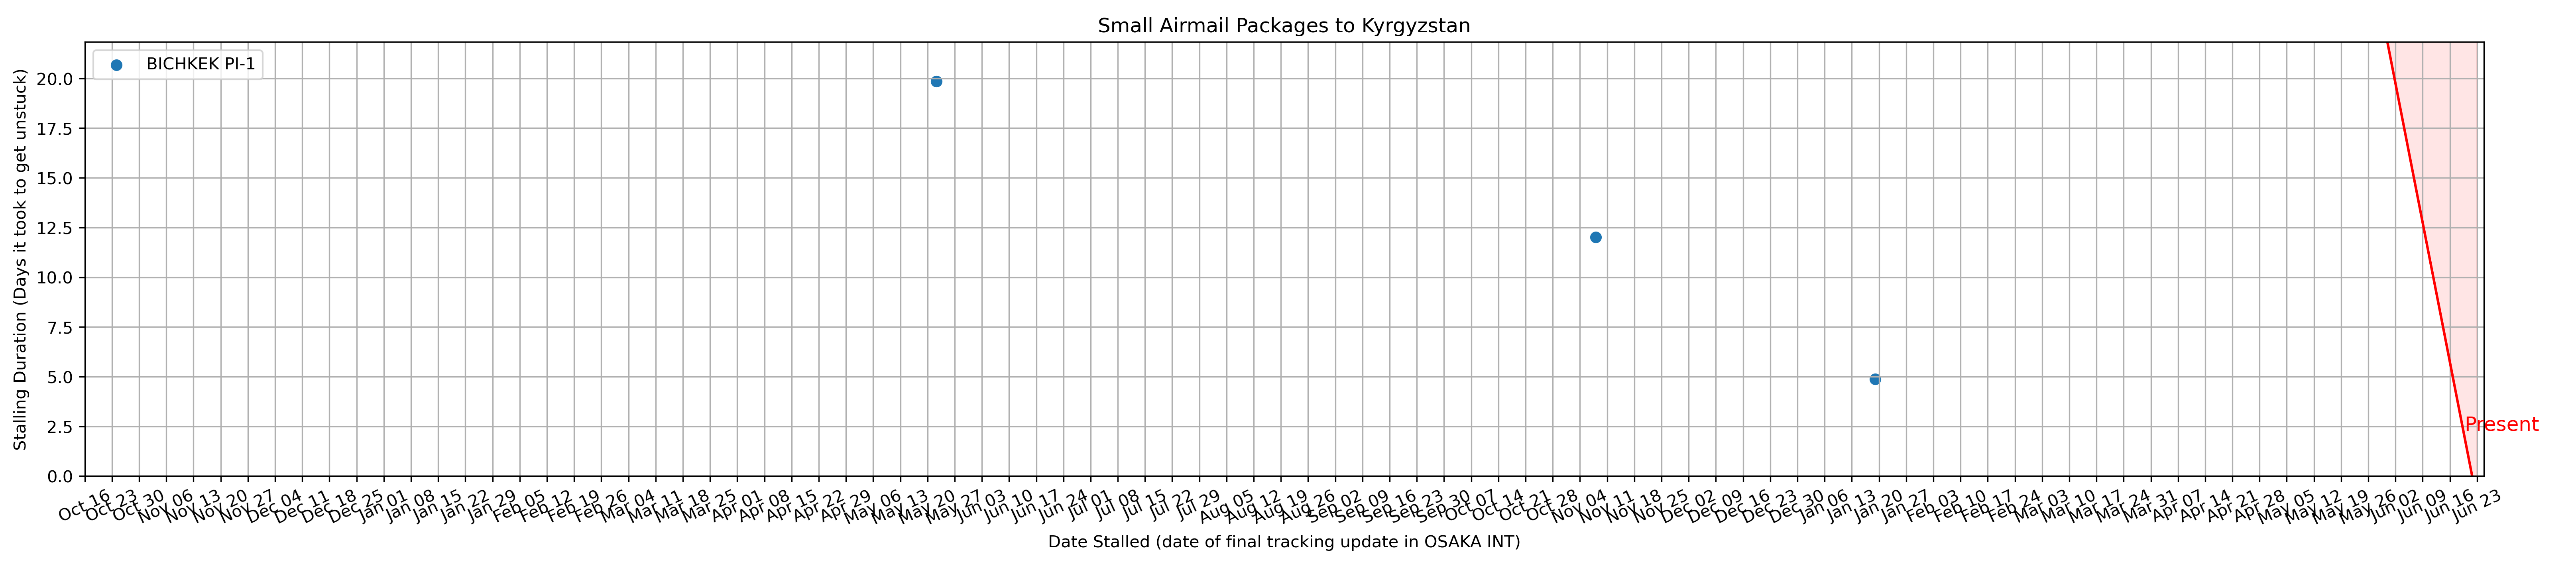 Small Airmail Packages to Kyrgyzstan
BICHKEK PI-1
Stalling Duration (Days it took to get unstuck)
20.0
17.5
15.0
12.5
10.0
7.5
5.0
2.5
0.0
Present
Oct 16 Oct 23 Oct 30 Nov 06 Nov 13 Nov 20 Nov 27 Dec 04 Dec 11 Dec 18 Dec 25 Jan 01 Jan 08 Jan 15 Jan 22 Jan 29 Feb 05 Feb 12 Feb 19 Feb 26 Mar 04 Mar 11 Mar 18 Mar 25 Apr 01 Apr 08 Apr 15 Apr 22 Apr 29 May 06 May 13 May 20 May 27 Jun 03 Jun 10 Jun 17 Jun 24 Jul 01 Jul 08 Jul 15 Jul 22 Jul 29 Aug 05 Aug 12 Aug 19 Aug 26 Sep 02 Sep 09 Sep 16 Sep 23 Sep 30 Oct 07 Oct 14 Oct 21 Oct 28 Nov 04 Nov 11 Nov 18 Nov 25 Dec 02 Dec 09 Dec 16 Dec 23 Dec 30 Jan 06 Jan 13 Jan 20 Jan 27 Feb 03 Feb 10 Feb 17 Feb 24 Mar 03 Mar 10 Mar 17 Mar 24 Mar 31 Apr 07 Apr 14 Apr 21 Apr 28 May 05 May 12 May 19 May 26 Jun 02 Jun 09 Jun 16 Jun 23
Date Stalled (date of final tracking update in OSAKA INT)